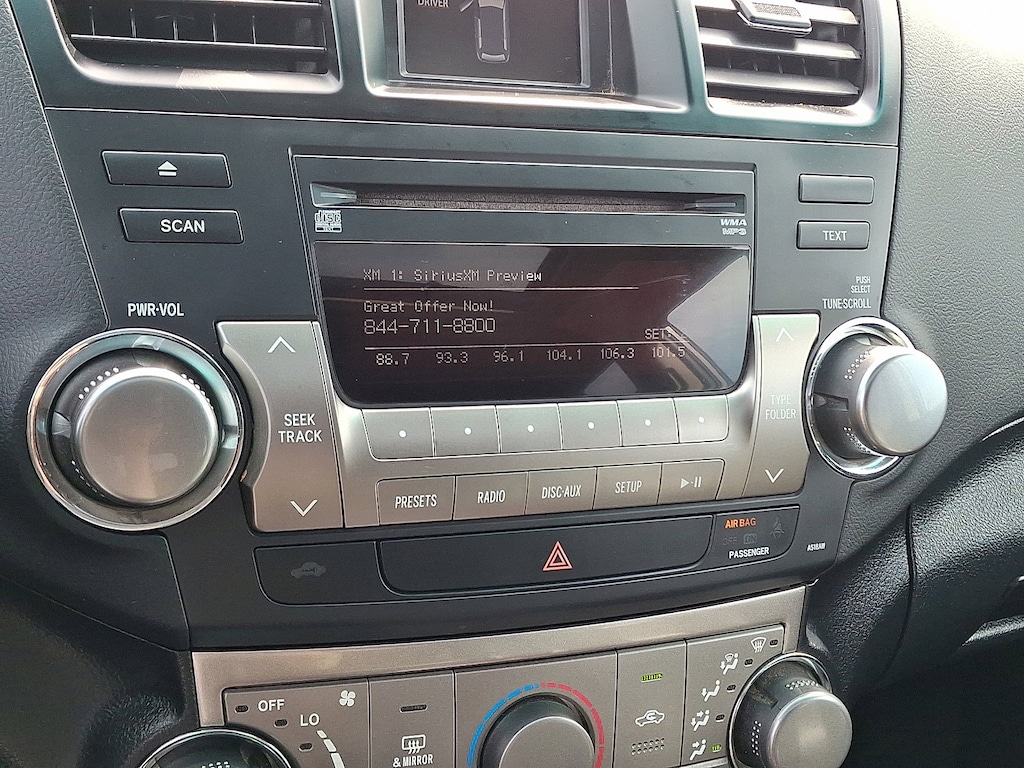 DRIVER
SCAN
disc
TEXT
WMA
MP3
TEXT
PWR·VOL
PUSH
SELECT
TUNE·SCROLL
XM 1: SiriusXM Preview
Great Offer Now!
844-711-8800
SET:
88.7 93.3 96.1 104.1 106.3 101.5
SEEK
TRACK
TYPE
FOLDER
PRESETS RADIO DISC·AUX SETUP
AIR BAG
OFF ON
PASSENGER
OFF
LO
& MIRROR